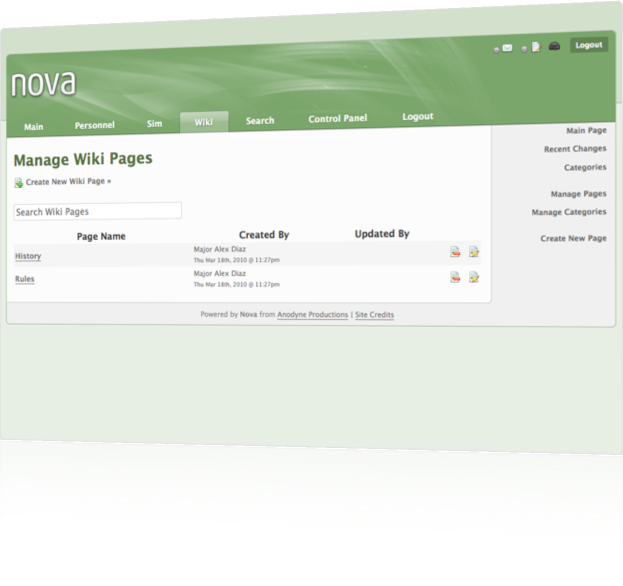 Logout
nova
Main Personnel Sim Wiki Search Control Panel Logout
Main Page
Recent Changes
Categories
Manage Pages
Manage Categories
Create New Page
Manage Wiki Pages
Create New Wiki Page »
Search Wiki Pages
Page Name Created By Updated By
History Major Alex Diaz
Thu Mar 18th, 2010 @ 11:27pm
Rules Major Alex Diaz
Thu Mar 18th, 2010 @ 11:27pm
Powered by Nova from Anodyne Productions | Site Credits